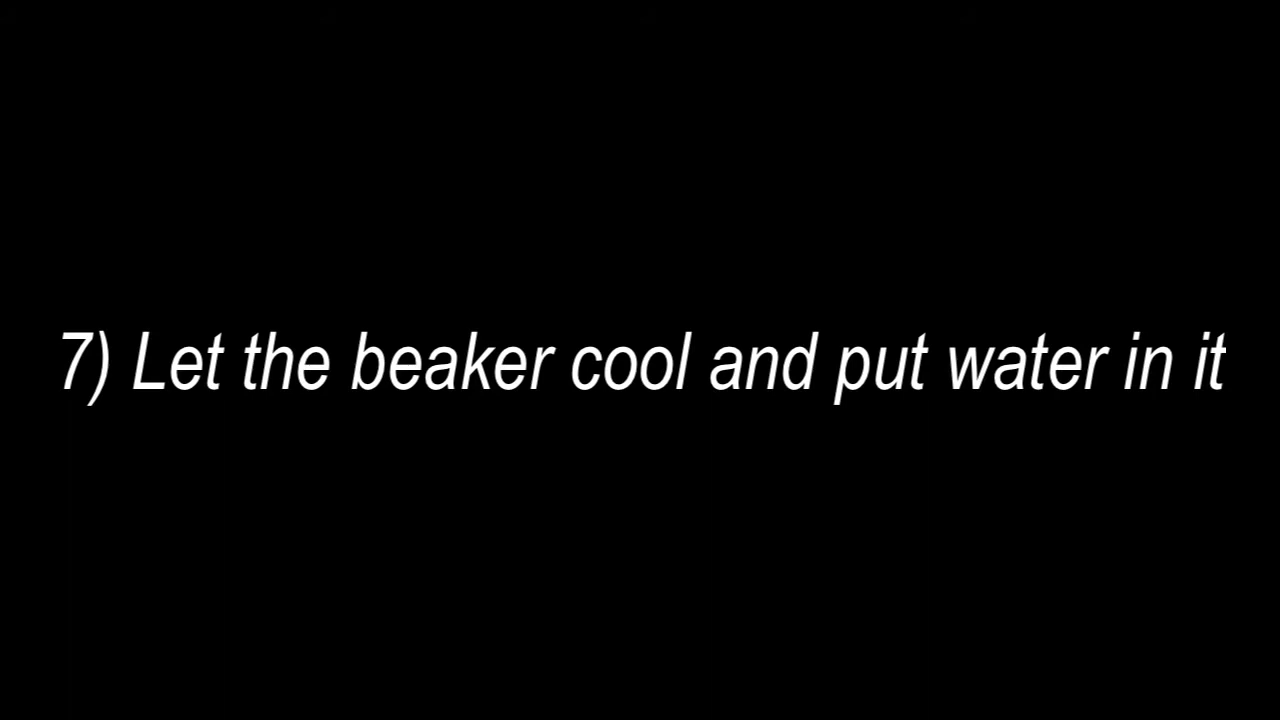 7) Let the beaker cool and put water in it